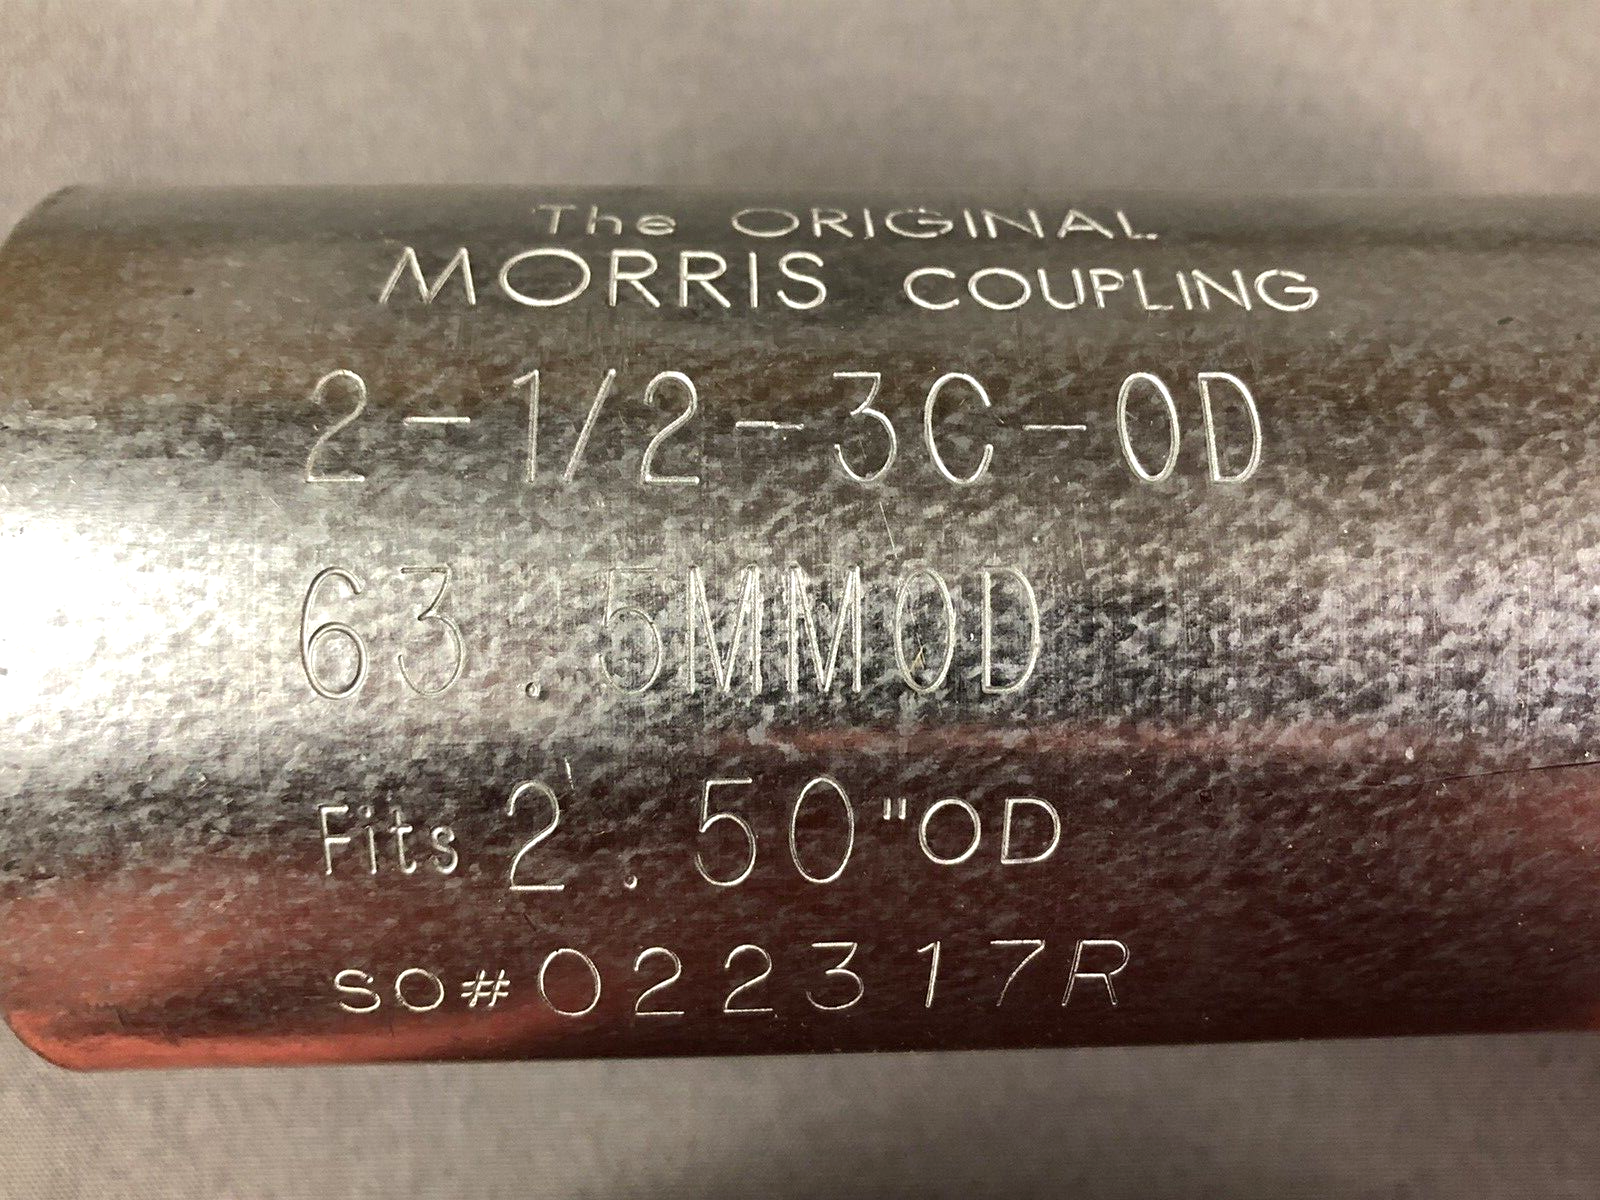 The ORIGINAL
MORRIS COUPLING
2-1/2-3C-OD
63.5MMOD
Fits 2.50"OD
SO#022317R